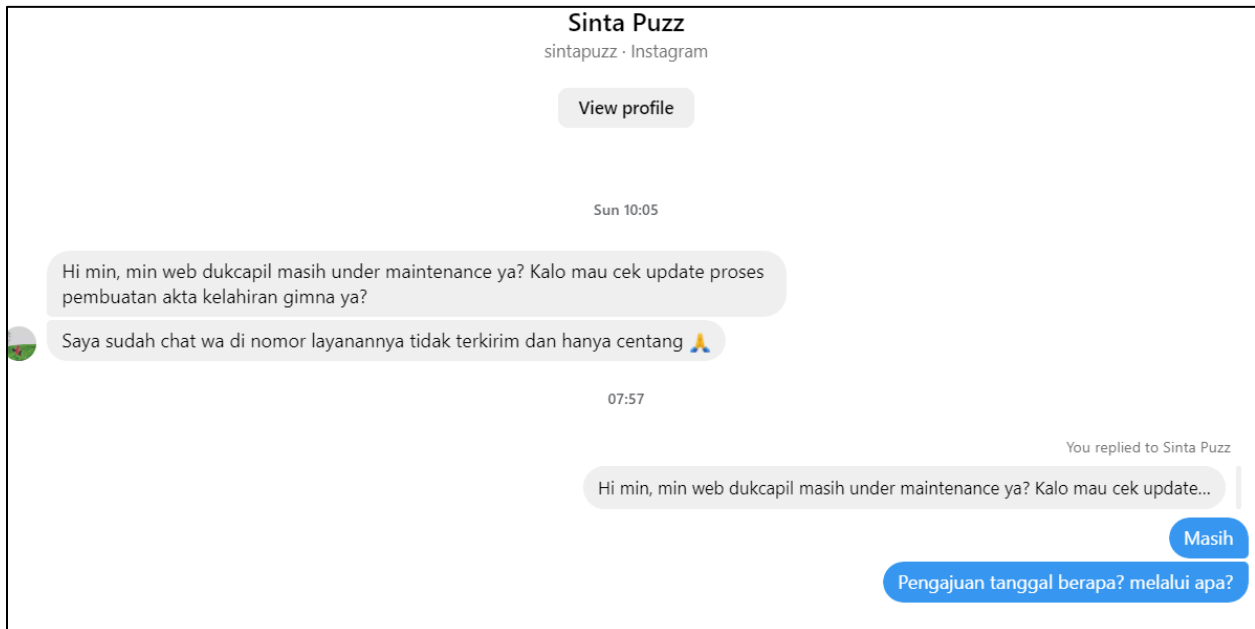 Sinta Puzz
sintapuzz · Instagram
View profile
Sun 10:05
Hi min, min web dukcapil masih under maintenance ya? Kalo mau cek update proses
pembuatan akta kelahiran gimna ya?
Saya sudah chat wa di nomor layanannya tidak terkirim dan hanya centang 🙏
07:57
You replied to Sinta Puzz
Hi min, min web dukcapil masih under maintenance ya? Kalo mau cek update...
Masih
Pengajuan tanggal berapa? melalui apa?